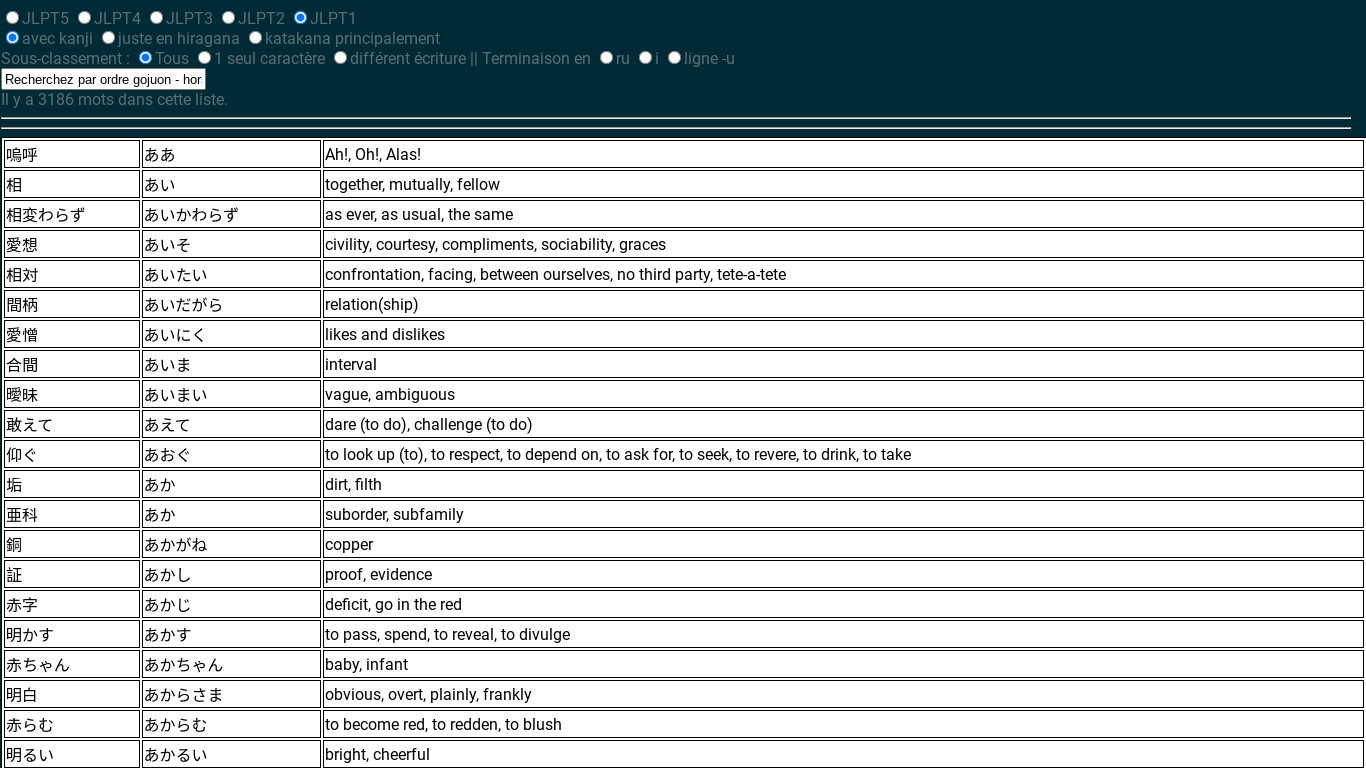 JLPT5 JLPT4 JLPT3 JLPT2 JLPT1
avec kanji juste en hiragana katakana principalement
Sous-classement : Tous 1 seul caractère différent écriture || Terminaison en ru i ligne -u
Recherchez par ordre gojuon - hor
Il y a 3186 mots dans cette liste.
嗚呼 ああ Ah!, Oh!, Alas!
相 あい together, mutually, fellow
相変わらず あいかわらず as ever, as usual, the same
愛想 あいそ civility, courtesy, compliments, sociability, graces
相対 あいたい confrontation, facing, between ourselves, no third party, tete-a-tete
間柄 あいだがら relation(ship)
愛憎 あいにく likes and dislikes
合間 あいま interval
曖昧 あいまい vague, ambiguous
敢えて あえて dare (to do), challenge (to do)
仰ぐ あおぐ to look up (to), to respect, to depend on, to ask for, to seek, to revere, to drink, to take
垢 あか dirt, filth
亜科 あか suborder, subfamily
銅 あかがね copper
証 あかし proof, evidence
赤字 あかじ deficit, go in the red
明かす あかす to pass, spend, to reveal, to divulge
赤ちゃん あかちゃん baby, infant
明白 あからさま obvious, overt, plainly, frankly
赤らむ あからむ to become red, to redden, to blush
明るい あかるい bright, cheerful